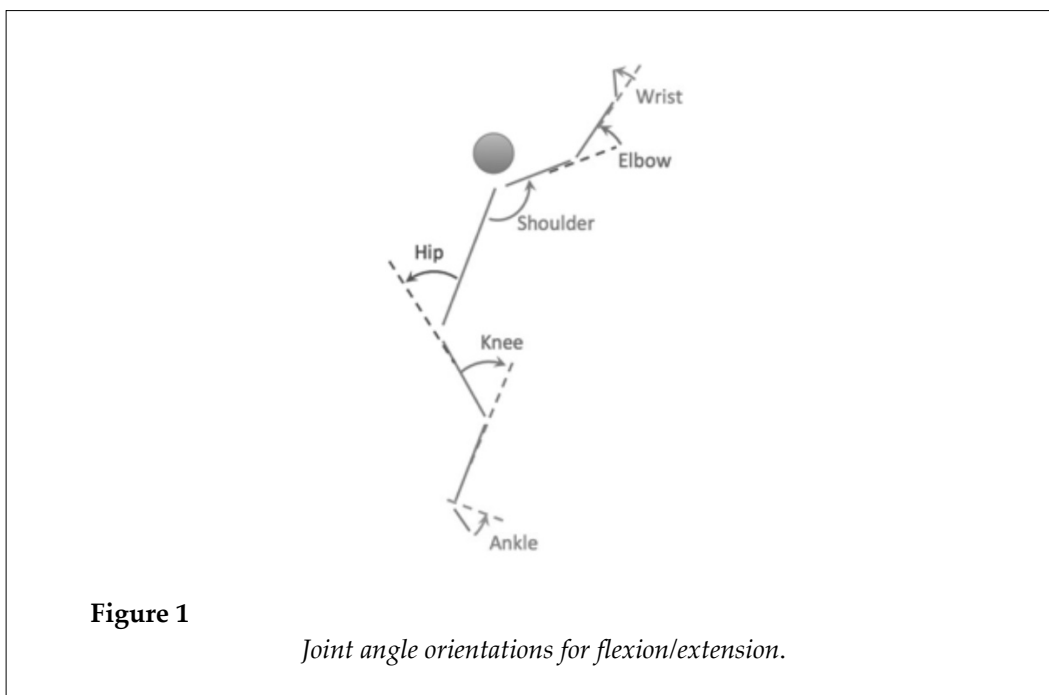 Wrist
Elbow
Shoulder
Hip
Knee
Ankle
Figure 1
Joint angle orientations for flexion/extension.